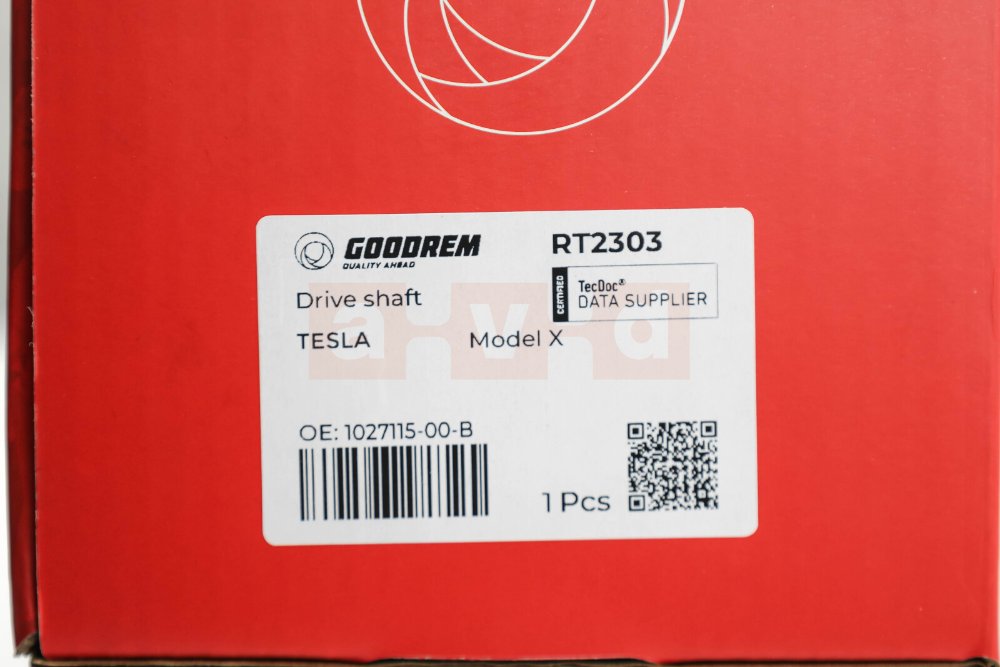 GOODREM
QUALITY AHEAD
RT2303
CERTIFIED
TecDoc®
DATA SUPPLIER
Drive shaft
TESLA Model X
a·v·d
OE: 1027115-00-B
1 Pcs